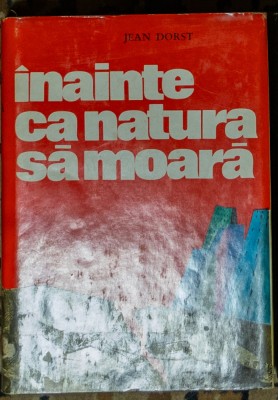 JEAN DORST
înainte
ca natura
să moară